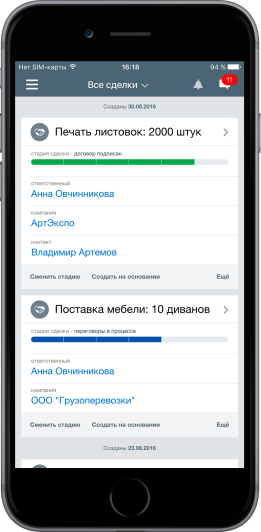 Нет SIM-карты 16:18 94 %
Все сделки 11
Созданы 30.08.2016
Печать листовок: 2000 штук
стадия сделки - договор подписан
ответственный
Анна Овчинникова
компания
АртЭкспо
контакт
Владимир Артемов
Сменить стадию Создать на основании Ещё
Поставка мебели: 10 диванов
стадия сделки - переговоры в процессе
ответственный
Анна Овчинникова
компания
ООО "Грузоперевозки"
Сменить стадию Создать на основании Ещё
Созданы 23.08.2016